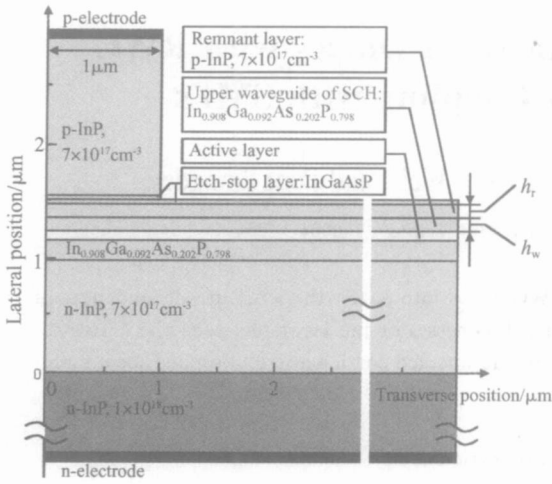 p-electrode
1μm
p-InP,
7×10¹⁷cm-³
Remnant layer:
p-InP, 7×10¹⁷cm-³
Upper waveguide of SCH:
In₀.₉₀₈Ga₀.₀₉₂As₀.₂₀₂P₀.₇₉₈
Active layer
Etch-stop layer:InGaAsP
hᵣ
h_w
In₀.₉₀₈Ga₀.₀₉₂As₀.₂₀₂P₀.₇₉₈
n-InP, 7×10¹⁷cm-³
n-InP, 1×10¹⁸cm-³
n-electrode
Lateral position/μm
2
1
0
0
1
2
Transverse position/μm